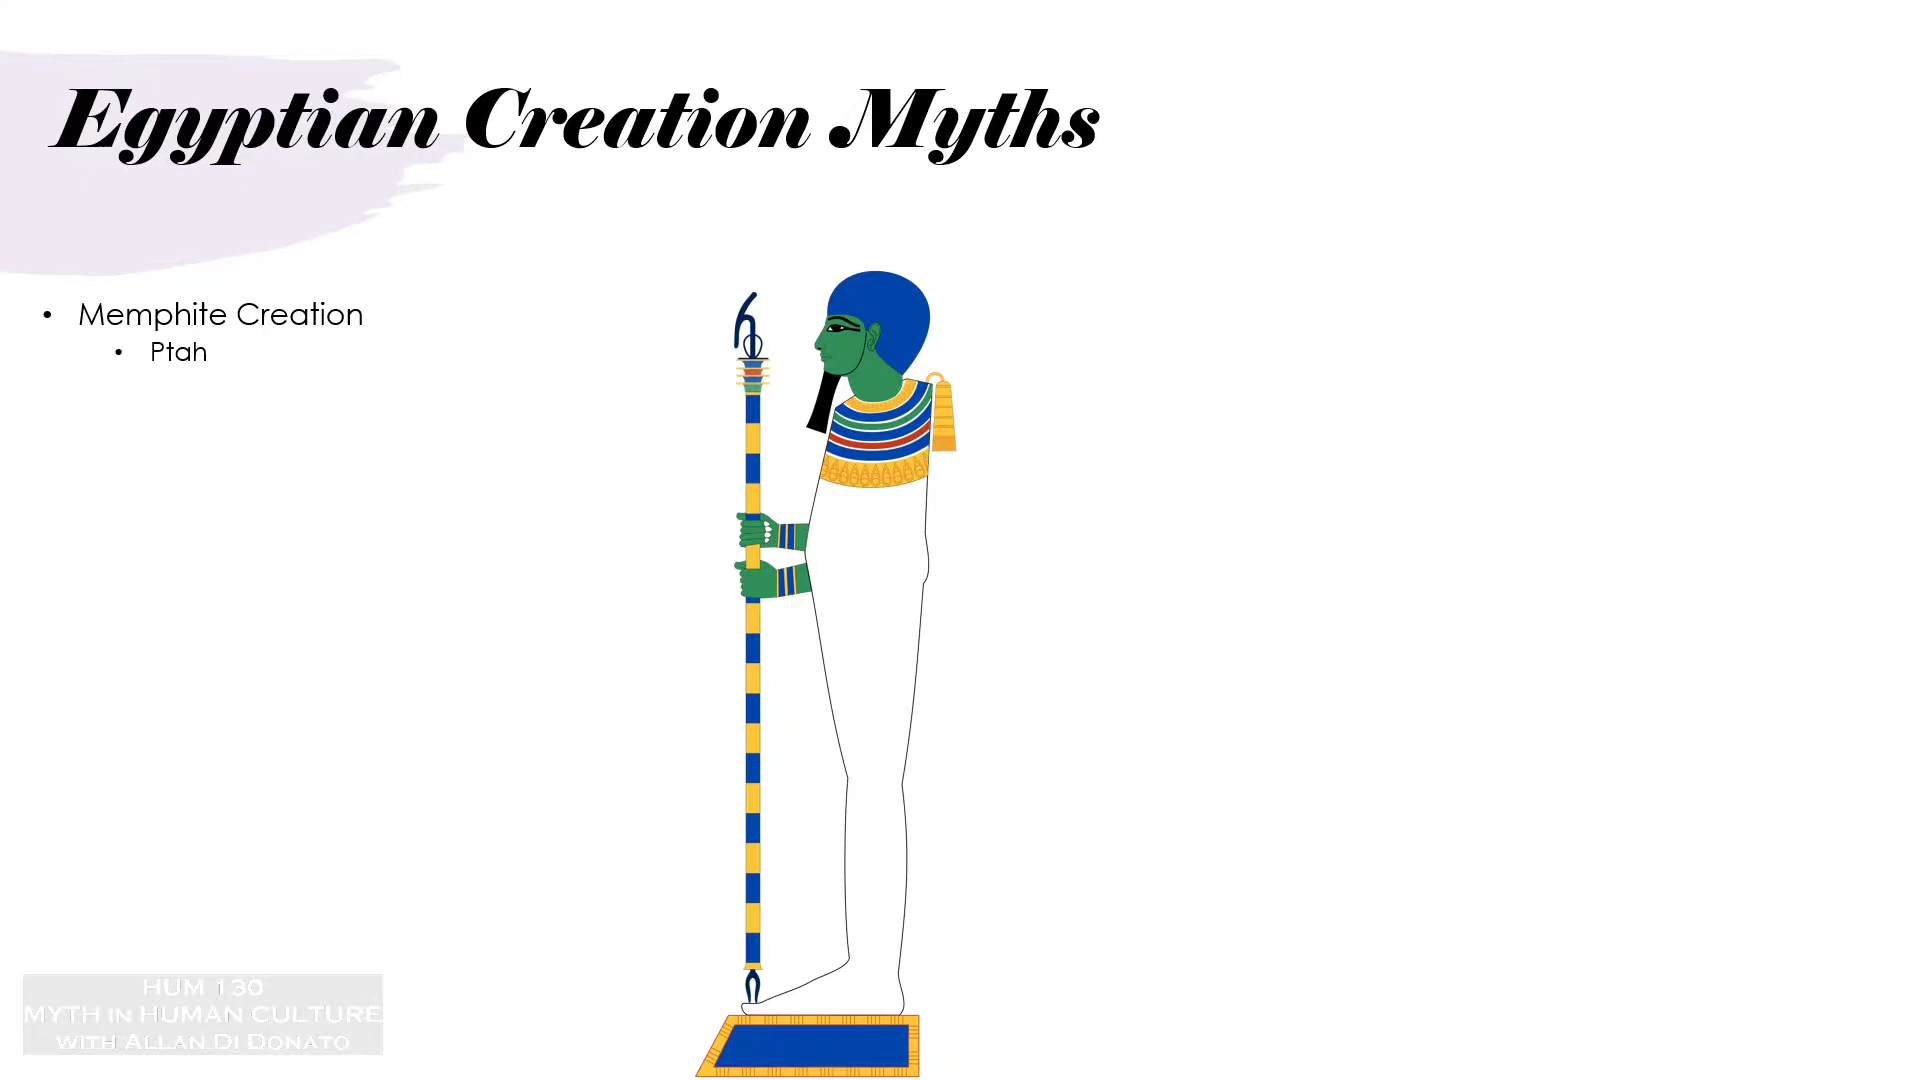 Egyptian Creation Myths
• Memphite Creation
• Ptah
HUM 130
MYTH IN HUMAN CULTURE
WITH ALLAN DI DONATO